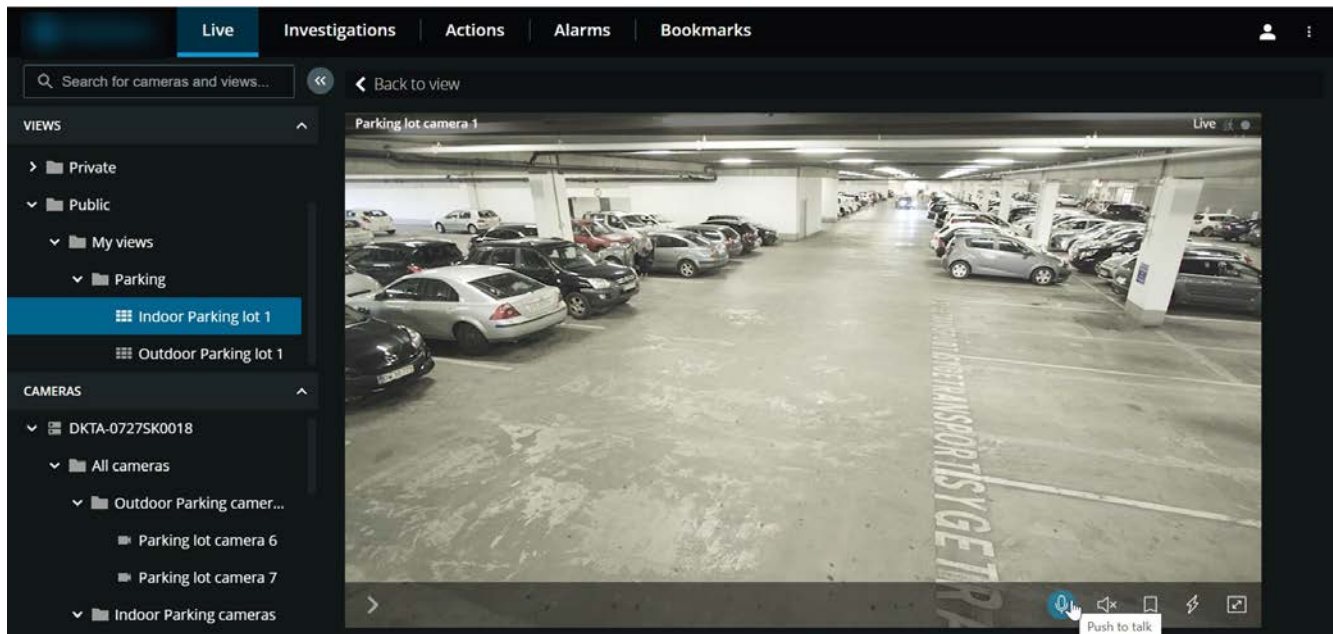 Live Investigations Actions Alarms Bookmarks
Search for cameras and views...
Back to view
VIEWS
Parking lot camera 1
Live
Private
Public
My views
Parking
Indoor Parking lot 1
Outdoor Parking lot 1
CAMERAS
DKTA-0727SK0018
All cameras
Outdoor Parking camer...
Parking lot camera 6
Parking lot camera 7
Indoor Parking cameras
Push to talk